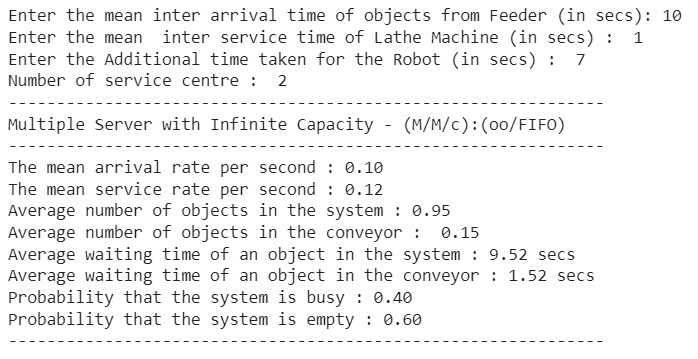 Enter the mean inter arrival time of objects from Feeder (in secs): 10
Enter the mean  inter service time of Lathe Machine (in secs) :  1
Enter the Additional time taken for the Robot (in secs) :  7
Number of service centre :  2
--------------------------------------------------------------
Multiple Server with Infinite Capacity - (M/M/c):(oo/FIFO)
--------------------------------------------------------------
The mean arrival rate per second : 0.10
The mean service rate per second : 0.12
Average number of objects in the system : 0.95
Average number of objects in the conveyor :  0.15
Average waiting time of an object in the system : 9.52 secs
Average waiting time of an object in the conveyor : 1.52 secs
Probability that the system is busy : 0.40
Probability that the system is empty : 0.60
--------------------------------------------------------------